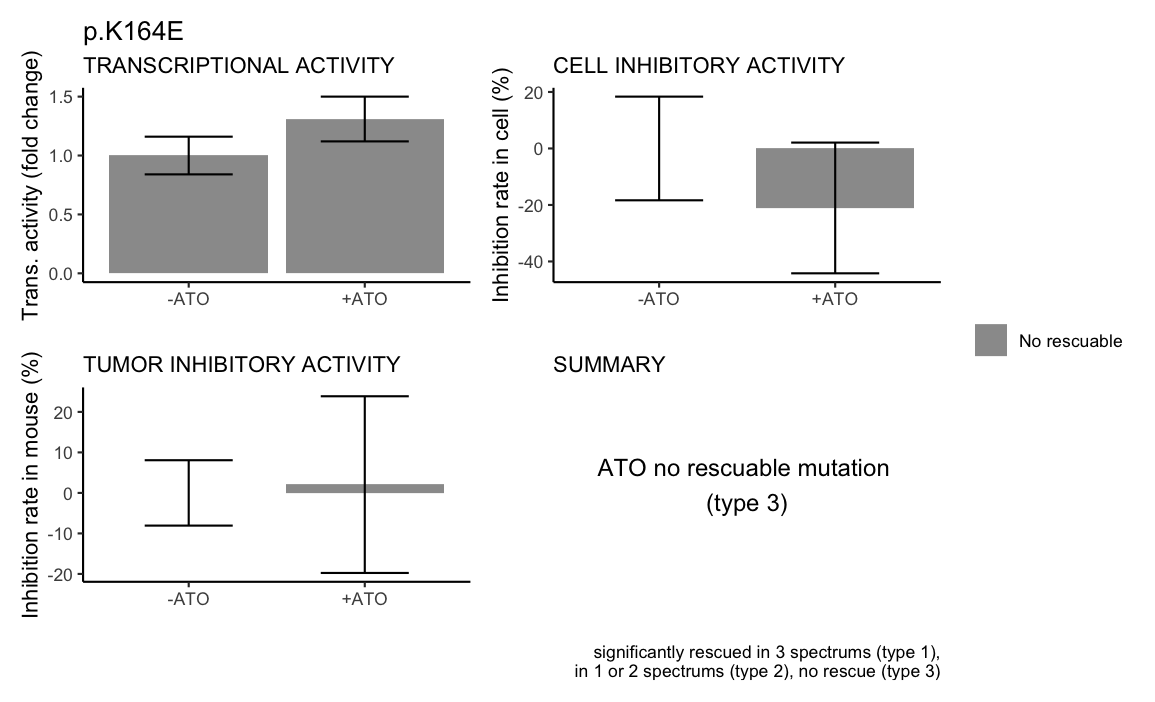 p.K164E
TRANSCRIPTIONAL ACTIVITY
Trans. activity (fold change)
1.5
1.0
0.5
0.0
-ATO
+ATO
CELL INHIBITORY ACTIVITY
Inhibition rate in cell (%)
20
0
-20
-40
-ATO
+ATO
No rescuable
TUMOR INHIBITORY ACTIVITY
Inhibition rate in mouse (%)
20
10
0
-10
-20
-ATO
+ATO
SUMMARY
ATO no rescuable mutation
(type 3)
significantly rescued in 3 spectrums (type 1),
in 1 or 2 spectrums (type 2), no rescue (type 3)